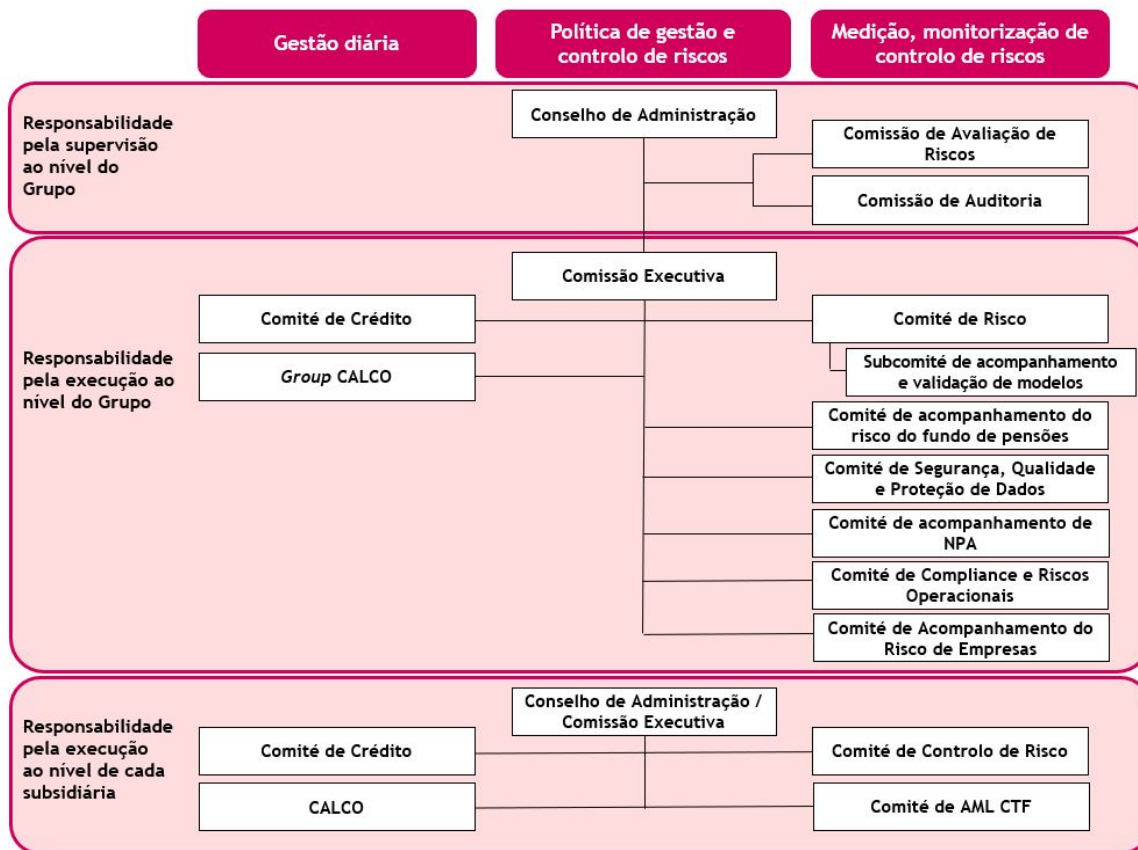 Gestão diária
Política de gestão e
controlo de riscos
Medição, monitorização de
controlo de riscos
Responsabilidade
pela supervisão
ao nível do
Grupo
Conselho de Administração
Comissão de Avaliação de
Riscos
Comissão de Auditoria
Responsabilidade
pela execução ao
nível do Grupo
Comissão Executiva
Comité de Crédito
Group CALCO
Comité de Risco
Subcomité de acompanhamento
e validação de modelos
Comité de acompanhamento do
risco do fundo de pensões
Comité de Segurança, Qualidade
e Proteção de Dados
Comité de acompanhamento de
NPA
Comité de Compliance e Riscos
Operacionais
Comité de Acompanhamento do
Risco de Empresas
Responsabilidade
pela execução
ao nível de cada
subsidiária
Conselho de Administração /
Comissão Executiva
Comité de Crédito
CALCO
Comité de Controlo de Risco
Comité de AML CTF